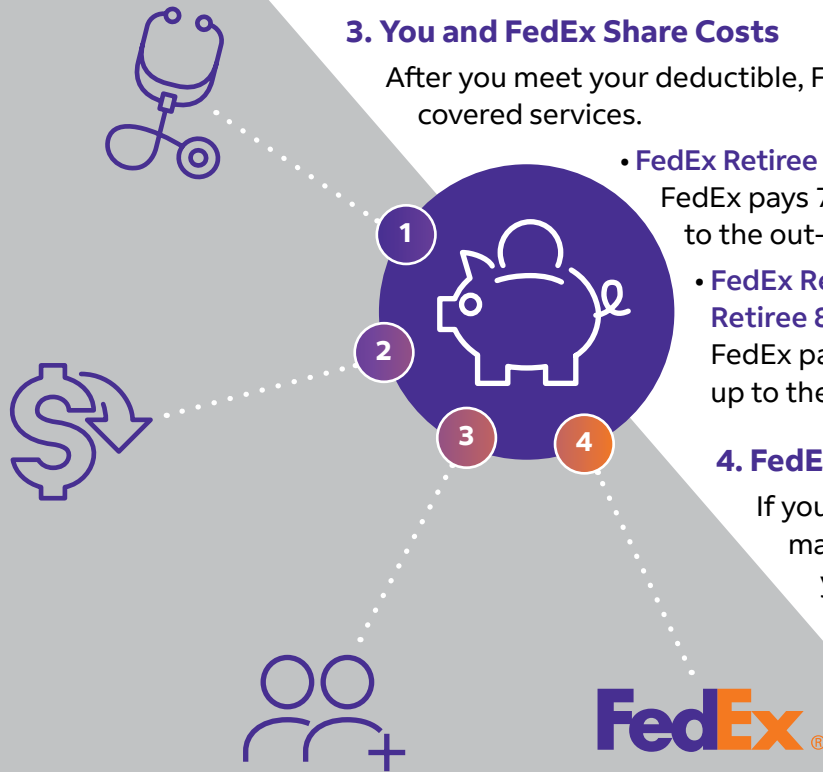 3. You and FedEx Share Costs
After you meet your deductible, F
covered services.
• FedEx Retiree
FedEx pays 7
to the out-
• FedEx Re
Retiree 8
FedEx pa
up to the
4. FedE
If you
ma
1
2
3
4
FedEx ®